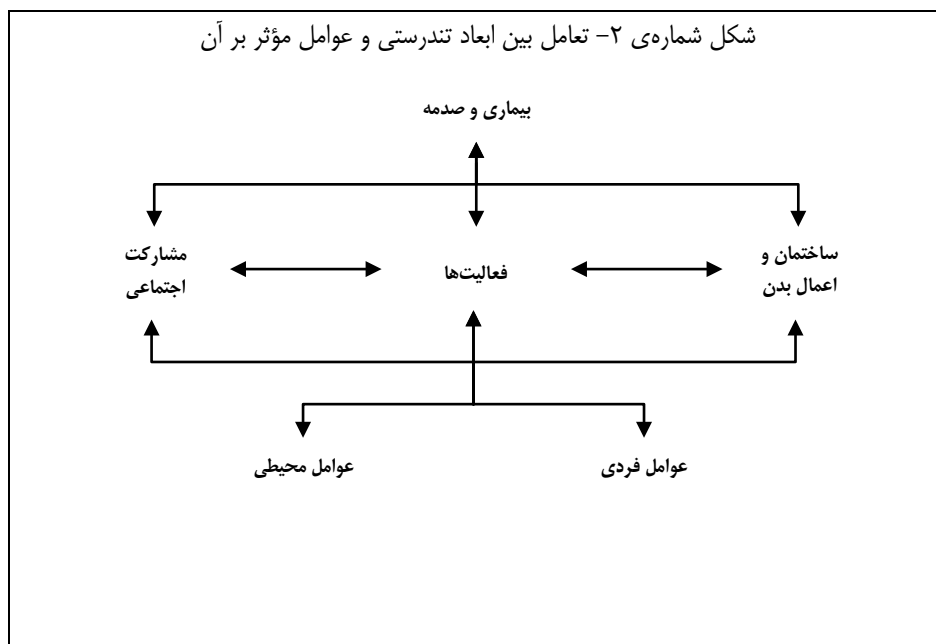 شکل شماره‌ی ۲- تعامل بین ابعاد تندرستی و عوامل مؤثر بر آن
بیماری و صدمه
ساختمان و
اعمال بدن
فعالیت‌ها
مشارکت
اجتماعی
عوامل فردی
عوامل محیطی